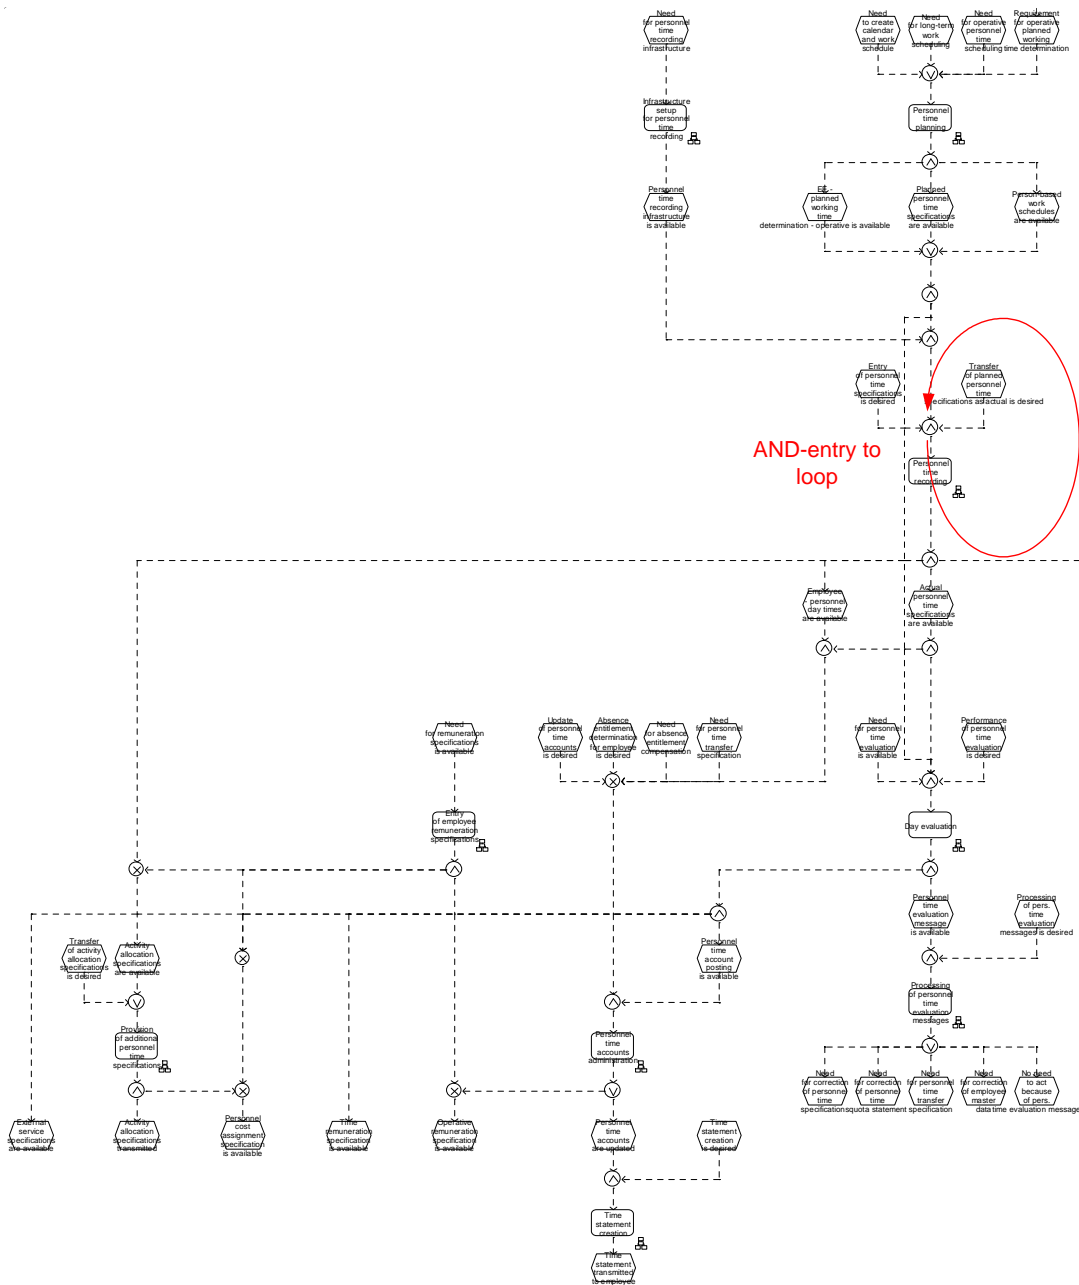 Need
for personnel
time
recording
infrastructure
Need
to create
calendar
and work
schedule
Need
for long-term
work
scheduling
Need
for operative
personnel
time
scheduling
Requirement
for operative
planned
working
time determination
Infrastructure
setup
for personnel
time
recording
Personnel
time
planning
Personnel
time
recording
infrastructure
is available
EE -
planned
working
time
determination - operative is available
Planned
personnel
time
specifications
are available
Person-based
work
schedules
are available
Entry
of personnel
time
specifications
is desired
Transfer
of planned
personnel
time
ecifications as actual is desired
AND-entry to
loop
Personnel
time
recording
Employee
- personnel
day times
are available
Actual
personnel
time
specifications
are available
Need
for remuneration
specifications
is available
Update
of personnel
time
accounts
is desired
Absence
entitlement
determination
for employee
is desired
Need
for absence
entitlement
compensation
Need
for personnel
time
transfer
specification
Need
for personnel
time
evaluation
is available
Performance
of personnel
time
evaluation
is desired
Entry
of employee
remuneration
specifications
Day evaluation
Personnel
time
evaluation
message
is available
Processing
of pers.
time
evaluation
messages is desired
Transfer
of activity
allocation
specifications
is desired
Activity
allocation
specifications
are available
Personnel
time
account
posting
is available
Processing
of personnel
time
evaluation
messages
Provision
of additional
personnel
time
specifications
Personnel
time
accounts
administration
Need
for correction
of personnel
time
specifications
Need
for correction
of personnel
time
quota statement
Need
for personnel
time
transfer
specification
Need
for correction
of employee
master
data
No need
to act
because
of pers.
time evaluation message
External
service
specifications
are available
Activity
allocation
specifications
transmitted
Personnel
cost
assignment
specification
is available
Time
remuneration
specification
is available
Operative
remuneration
specification
is available
Personnel
time
accounts
are updated
Time
statement
creation
is desired
Time
statement
creation
Time
statement
transmitted
to employee